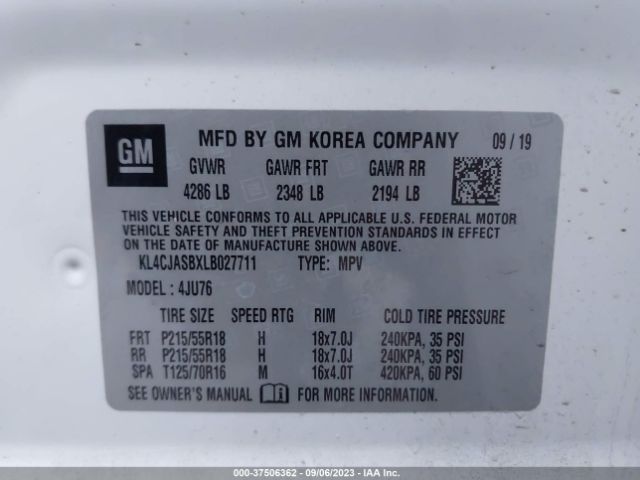 GM
MFD BY GM KOREA COMPANY 09 / 19
GVWR GAWR FRT GAWR RR
4286 LB 2348 LB 2194 LB
THIS VEHICLE CONFORMS TO ALL APPLICABLE U.S. FEDERAL MOTOR
VEHICLE SAFETY AND THEFT PREVENTION STANDARDS IN EFFECT
ON THE DATE OF MANUFACTURE SHOWN ABOVE.
KL4CJASBXLB027711 TYPE: MPV
MODEL : 4JU76
TIRE SIZE SPEED RTG RIM COLD TIRE PRESSURE
FRT P215/55R18 H 18x7.0J 240KPA, 35 PSI
RR P215/55R18 H 18x7.0J 240KPA, 35 PSI
SPA T125/70R16 M 16x4.0T 420KPA, 60 PSI
SEE OWNER'S MANUAL FOR MORE INFORMATION.
000-37506362 - 09/06/2023 - IAA Inc.